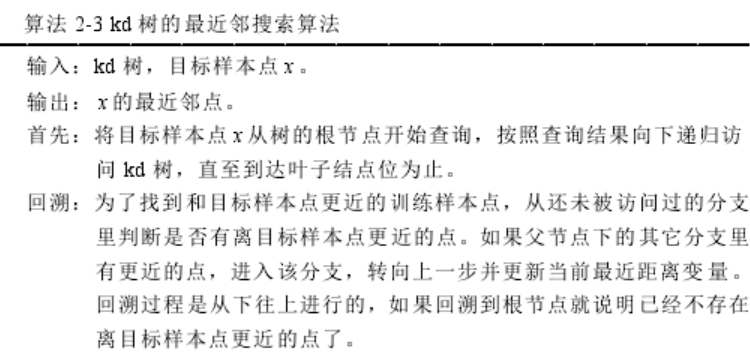 算法 2-3 kd 树的最近邻搜索算法
输入：kd 树，目标样本点 x。
输出：x 的最近邻点。
首先：将目标样本点 x 从树的根节点开始查询，按照查询结果向下递归访
问 kd 树，直至到达叶子结点位为止。
回溯：为了找到和目标样本点更近的训练样本点，从还未被访问过的分支
里判断是否有离目标样本点更近的点。如果父节点下的其它分支里
有更近的点，进入该分支，转向上一步并更新当前最近距离变量。
回溯过程是从下往上进行的，如果回溯到根节点就说明已经不存在
离目标样本点更近的点了。